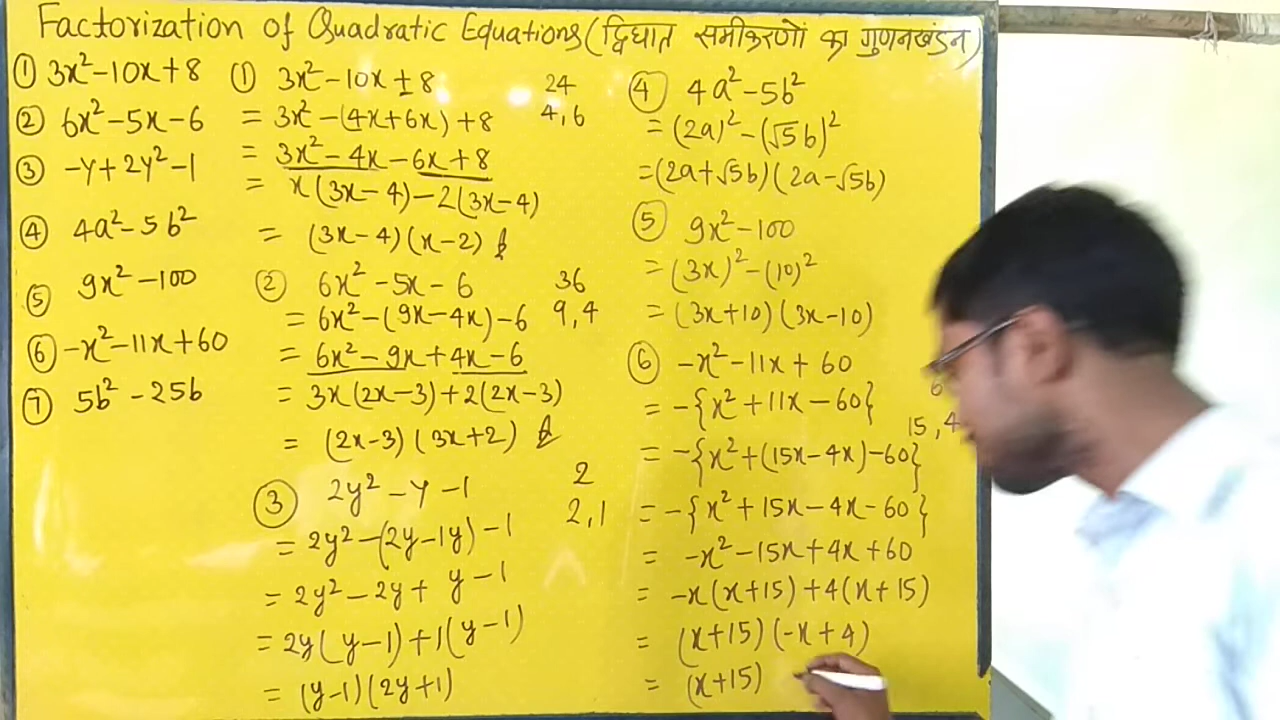 Factorization of Quadratic Equations (द्विघात समीकरणों का गुणनखंडन)
① 3x²-10x+8
② 6x²-5x-6
③ -y+2y²-1
④ 4a²-5b²
⑤ 9x²-100
⑥ -x²-11x+60
⑦ 5b²-25b
① 3x²-10x+8 24
= 3x²-(4x+6x)+8 4,6
= 3x²-4x-6x+8
= x(3x-4)-2(3x-4)
= (3x-4)(x-2)
② 6x²-5x-6 36
= 6x²-(9x-4x)-6 9,4
= 6x²-9x+4x-6
= 3x(2x-3)+2(2x-3)
= (2x-3)(3x+2)
③ 2y²-y-1 2
= 2y²-(2y-1y)-1 2,1
= 2y²-2y+y-1
= 2y(y-1)+1(y-1)
= (y-1)(2y+1)
④ 4a²-5b²
= (2a)²-(√5b)²
= (2a+√5b)(2a-√5b)
⑤ 9x²-100
= (3x)²-(10)²
= (3x+10)(3x-10)
⑥ -x²-11x+60
= -{x²+11x-60} 6
= -{x²+(15x-4x)-60} 15,4
= -{x²+15x-4x-60}
= -x²-15x+4x+60
= -x(x+15)+4(x+15)
= (x+15)(-x+4)
= (x+15)